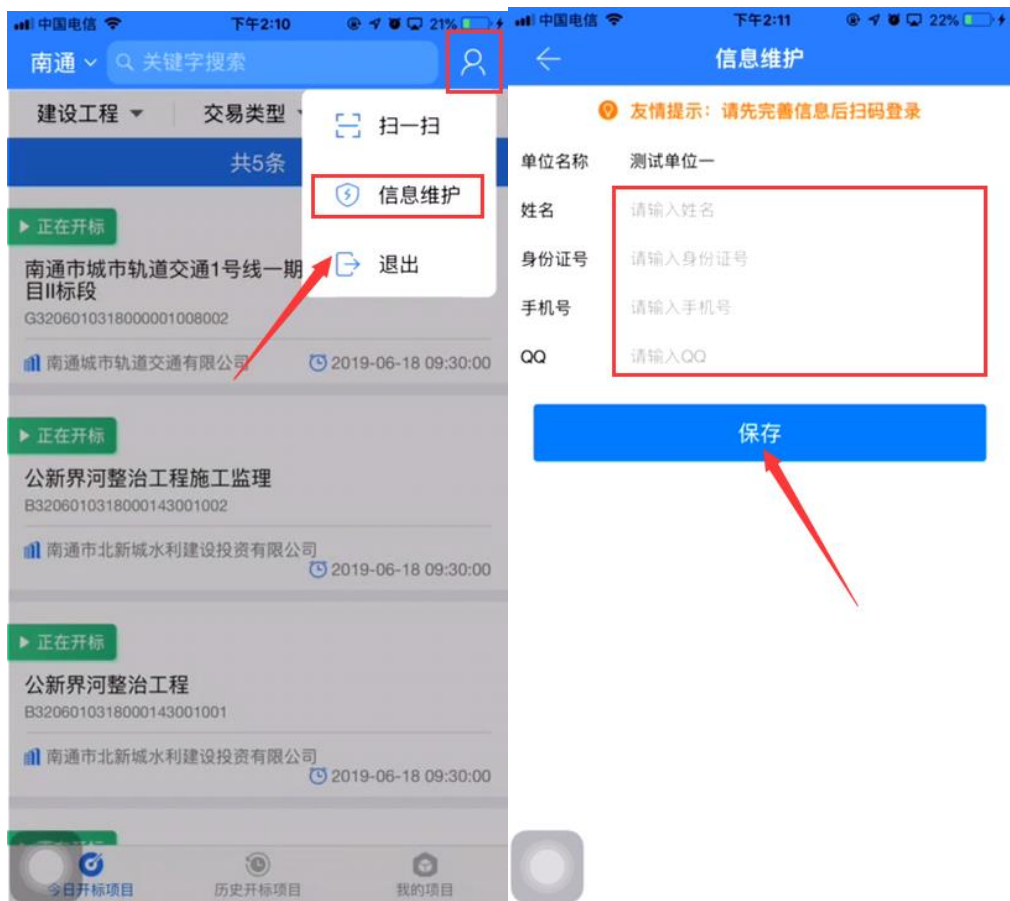 中国电信 下午2:10 21%
南通 关键字搜索
建设工程 交易类型
扫一扫
共5条
信息维护
正在开标
退出
南通市城市轨道交通1号线一期
目II标段
G3206010318000001008002
南通城市轨道交通有限公司 2019-06-18 09:30:00
正在开标
公新界河整治工程施工监理
B3206010318000143001002
南通市北新城水利建设投资有限公司
2019-06-18 09:30:00
正在开标
公新界河整治工程
B3206010318000143001001
南通市北新城水利建设投资有限公司
2019-06-18 09:30:00
今日开标项目 历史开标项目 我的项目
中国电信 下午2:11 22%
信息维护
友情提示：请先完善信息后扫码登录
单位名称 测试单位一
姓名 请输入姓名
身份证号 请输入身份证号
手机号 请输入手机号
QQ 请输入QQ
保存